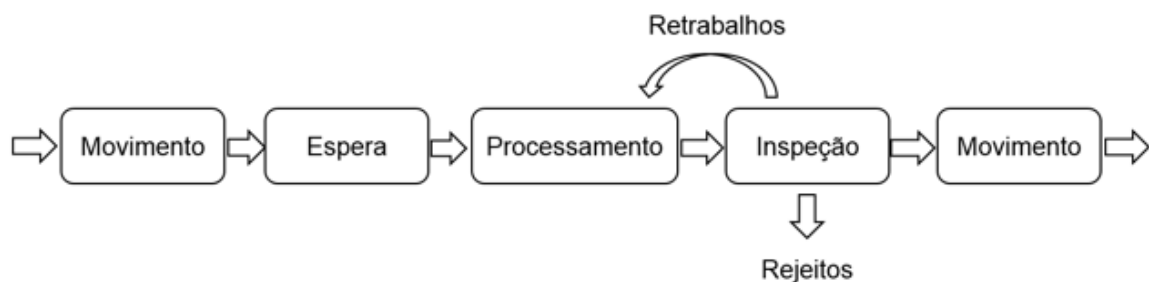 Retrabalhos
Movimento Espera Processamento Inspeção Movimento
Rejeitos